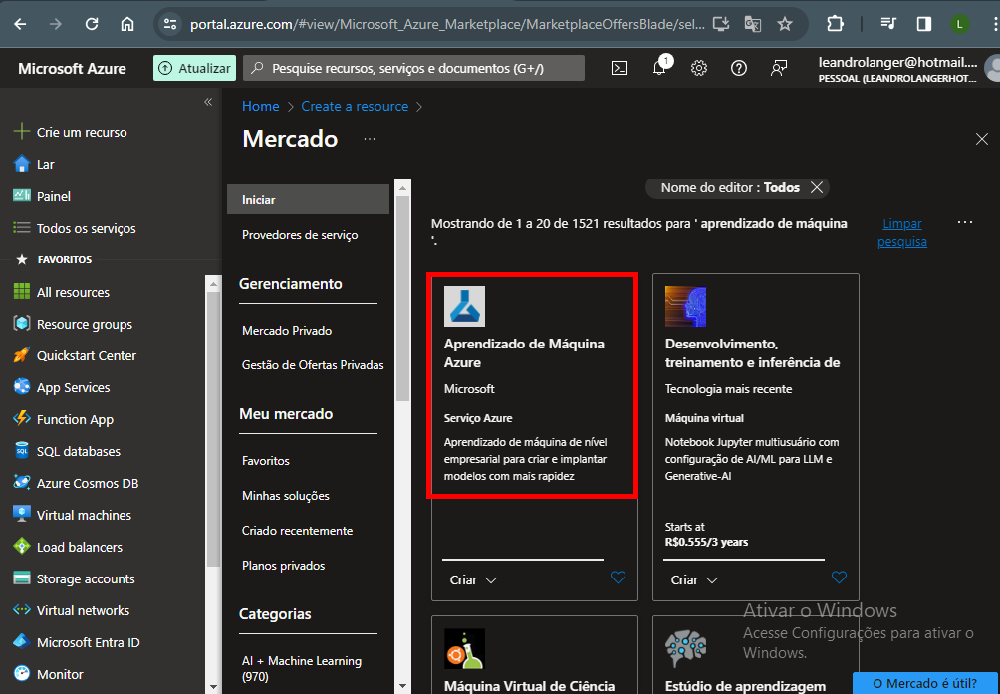 portal.azure.com/#view/Microsoft_Azure_Marketplace/MarketplaceOffersBlade/sel...
L
Microsoft Azure
Atualizar
Pesquise recursos, serviços e documentos (G+/)
1
leandrolanger@hotmail....
PESSOAL (LEANDROLANGERHOT...
«
Crie um recurso
Lar
Painel
Todos os serviços
FAVORITOS
All resources
Resource groups
Quickstart Center
App Services
Function App
SQL databases
Azure Cosmos DB
Virtual machines
Load balancers
Storage accounts
Virtual networks
Microsoft Entra ID
Monitor
Home > Create a resource >
Mercado
...
Iniciar
Provedores de serviço
Gerenciamento
Mercado Privado
Gestão de Ofertas Privadas
Meu mercado
Favoritos
Minhas soluções
Criado recentemente
Planos privados
Categorias
AI + Machine Learning
(970)
Nome do editor : Todos
Mostrando de 1 a 20 de 1521 resultados para ' aprendizado de máquina
'.
Limpar
pesquisa
...
Aprendizado de Máquina
Azure
Microsoft
Serviço Azure
Aprendizado de máquina de nível
empresarial para criar e implantar
modelos com mais rapidez
Criar
Desenvolvimento,
treinamento e inferência de
Tecnologia mais recente
Máquina virtual
Notebook Jupyter multiusuário com
configuração de AI/ML para LLM e
Generative-AI
Starts at
R$0.555/3 years
Criar
Máquina Virtual de Ciência
Estúdio de aprendizagem
Ativar o Windows
Acesse Configurações para ativar o
Windows.
O Mercado é útil?